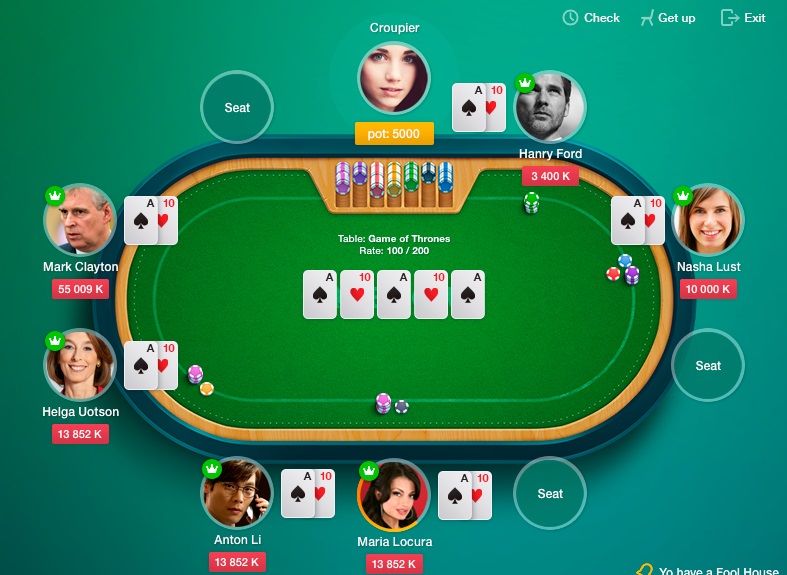 Check
Get up
Exit
Croupier
Seat
A 10
pot: 5000
Hanry Ford
3 400 K
A 10
Mark Clayton
55 009 K
A 10
Nasha Lust
10 000 K
Table: Game of Thrones
Rate: 100 / 200
A 10 A 10 A
A 10
Helga Uotson
13 852 K
Seat
A 10
Anton Li
13 852 K
A 10
Maria Locura
13 852 K
Seat
Yo have a Fool House